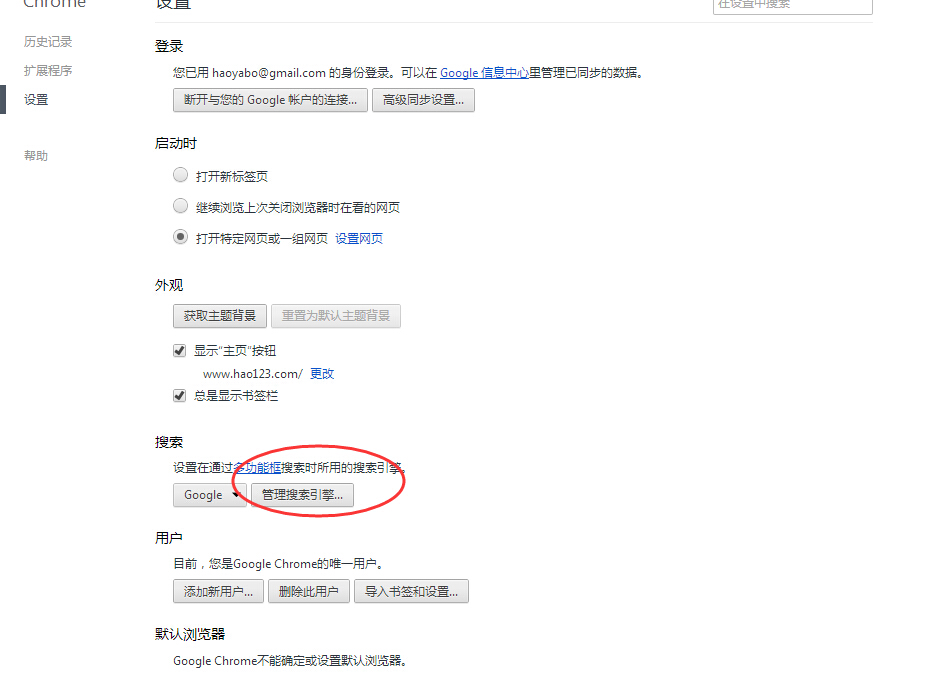 Chrome
设置
在设置中搜索
历史记录
扩展程序
设置
帮助
登录
您已用 haoyabo@gmail.com 的身份登录。可以在 Google 信息中心里管理已同步的数据。
断开与您的 Google 帐户的连接... 高级同步设置...
启动时
打开新标签页
继续浏览上次关闭浏览器时在看的网页
打开特定网页或一组网页 设置网页
外观
获取主题背景 重置为默认主题背景
显示“主页”按钮
www.hao123.com/ 更改
总是显示书签栏
搜索
设置在通过多功能框搜索时所用的搜索引擎。
Google 管理搜索引擎...
用户
目前，您是Google Chrome的唯一用户。
添加新用户... 删除此用户 导入书签和设置...
默认浏览器
Google Chrome不能确定或设置默认浏览器。